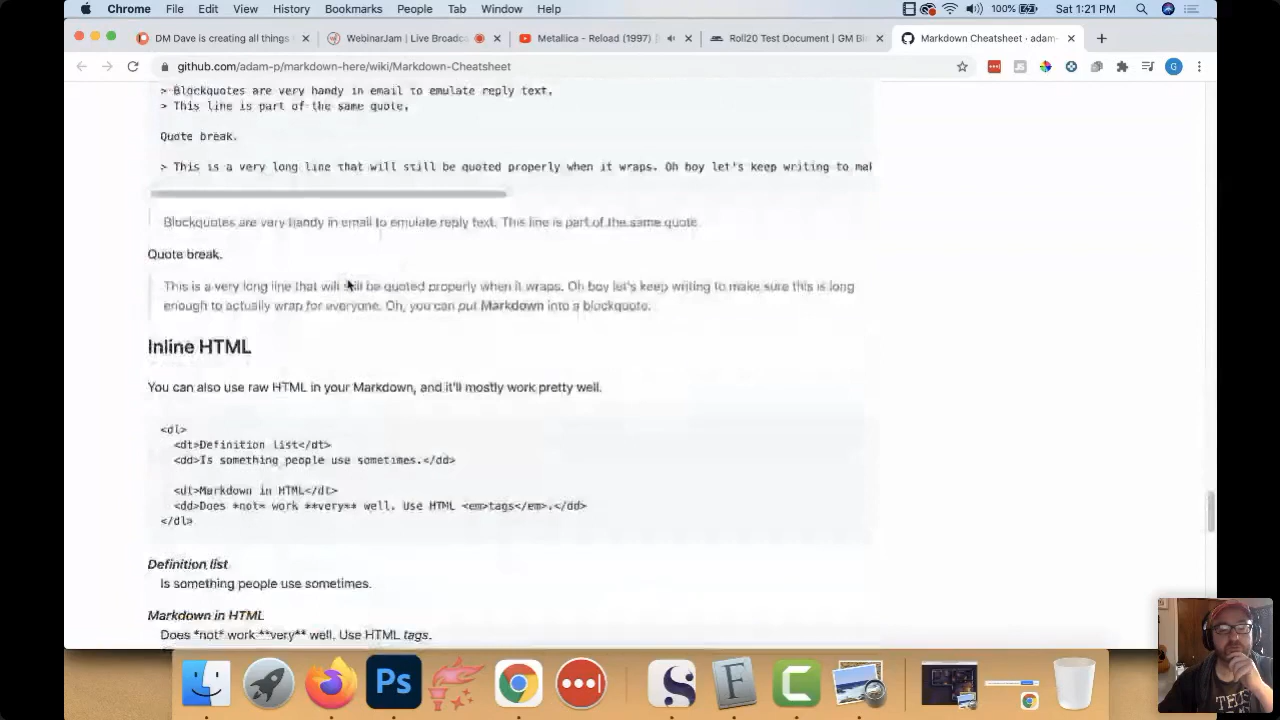 Chrome File Edit View History Bookmarks People Tab Window Help 100% Sat 1:21 PM
DM Dave is creating all things WebinarJam | Live Broadc Metallica - Reload (1997) Roll20 Test Document | GM Bi Markdown Cheatsheet · adam-
github.com/adam-p/markdown-here/wiki/Markdown-Cheatsheet G
> Blockquotes are very handy in email to emulate reply text.
> This line is part of the same quote.
Quote break.
> This is a very long line that will still be quoted properly when it wraps. Oh boy let's keep writing to mak
Blockquotes are very handy in email to emulate reply text. This line is part of the same quote.
Quote break.
This is a very long line that will still be quoted properly when it wraps. Oh boy let's keep writing to make sure this is long
enough to actually wrap for everyone. Oh, you can put Markdown into a blockquote.
Inline HTML
You can also use raw HTML in your Markdown, and it'll mostly work pretty well.
<dl>
<dt>Definition list</dt>
<dd>Is something people use sometimes.</dd>
<dt>Markdown in HTML</dt>
<dd>Does *not* work **very** well. Use HTML <em>tags</em>.</dd>
</dl>
Definition list
Is something people use sometimes.
Markdown in HTML
Does *not* work **very** well. Use HTML tags.
Ps S F C
THE